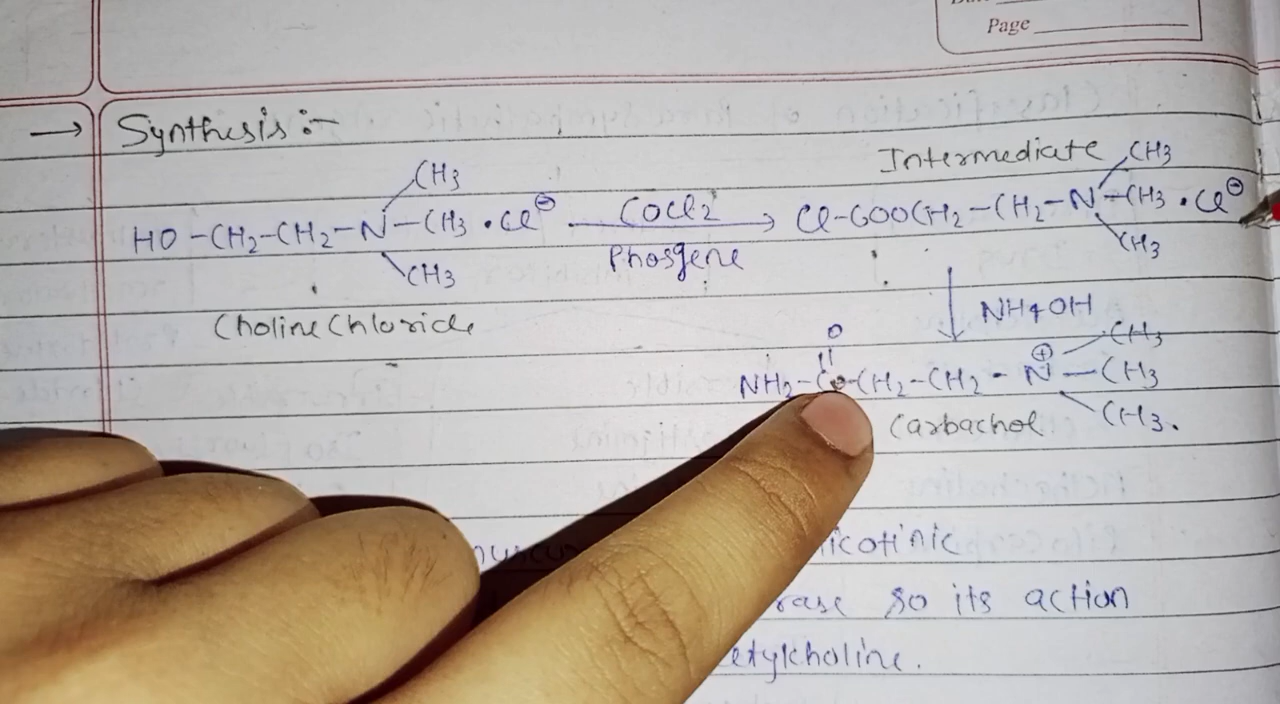 Page
→ Synthesis :-
Intermediate
CH3 CH3
HO-CH2-CH2-N-CH3 • Cl⊖ COCl2 → Cl-COOCH2-CH2-N-CH3 • Cl⊖
CH3 Phosgene CH3
Choline Chloride
↓ NH4OH
O ⊕ CH3
NH2-C-CH2-CH2-N-CH3
Carbachol CH3.
icotinic
rase so its action
etylcholine.